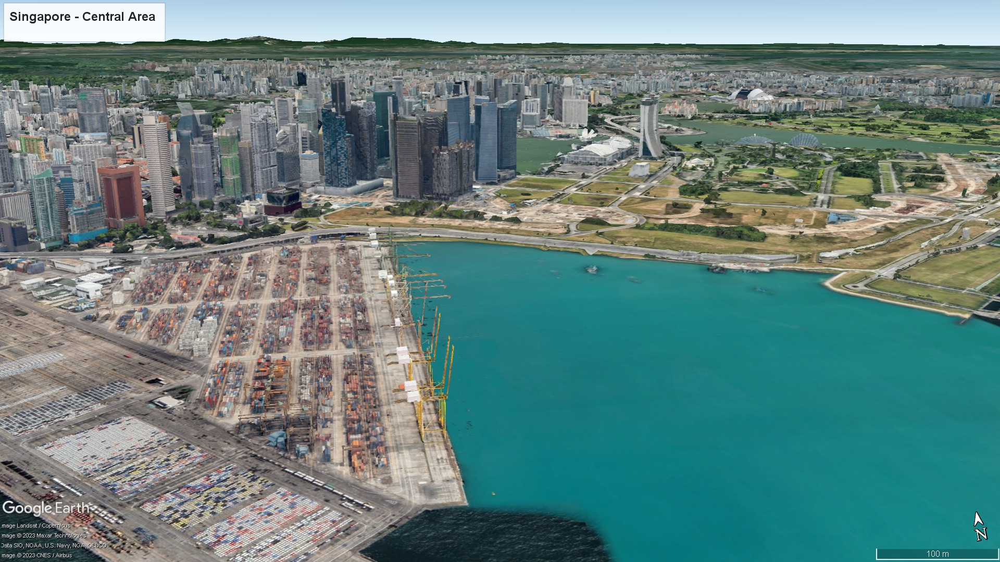 Singapore - Central Area
Google Earth
mage Landsat / Copernicus
mage © 2023 Maxar Technologies
Data SIO, NOAA, U.S. Navy, NGA, GEBCO
mage © 2023 CNES / Airbus
N
100 m